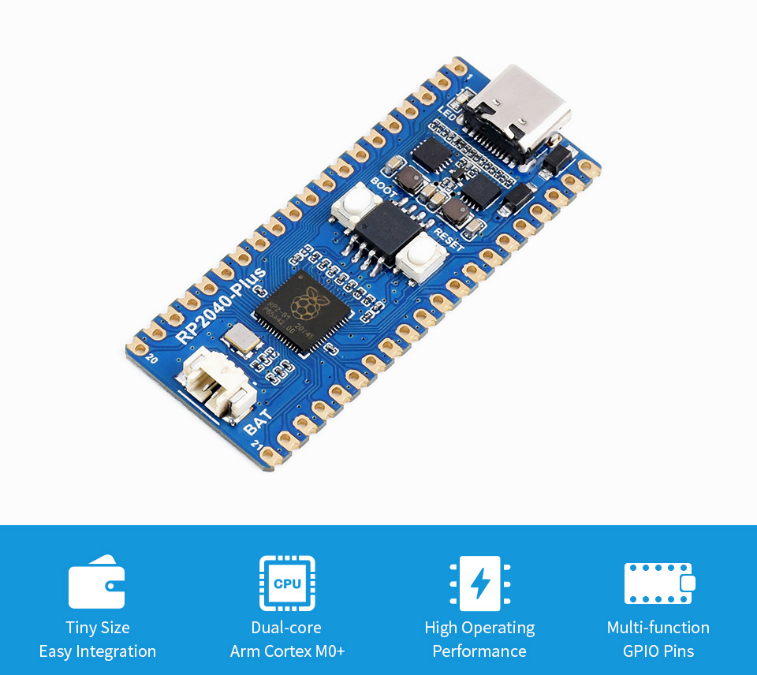 1
LED
BOOT
RESET
RP2040-Plus
20
BAT
21
CPU
Tiny Size
Easy Integration
Dual-core
Arm Cortex M0+
High Operating
Performance
Multi-function
GPIO Pins